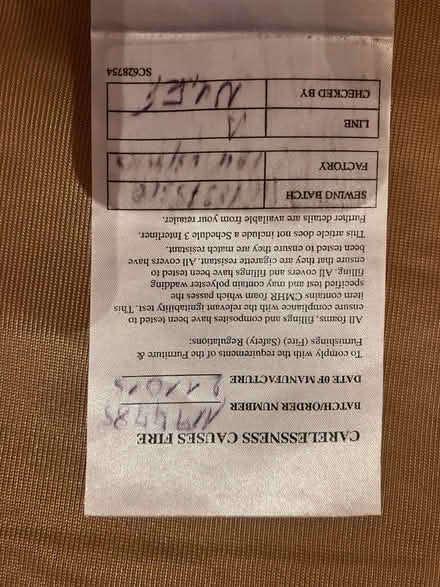 CARELESSNESS CAUSES FIRE
BATCH/ORDER NUMBER
DATE OF MANUFACTURE
To comply with the requirements of the Furniture &
Furnishings (Fire) (Safety) Regulations:
All foams, fillings and composites have been tested to
ensure compliance with the relevant ignitability test. This
item contains CMHR foam which passes the
specified test and may contain polyester wadding
filling. All covers and fillings have been tested to
ensure that they are cigarette resistant. All covers have
been tested to ensure they are match resistant.
This article does not include a Schedule 3 Interliner.
Further details are available from your retailer.
SEWING BATCH
FACTORY
LINE
CHECKED BY
SC628754